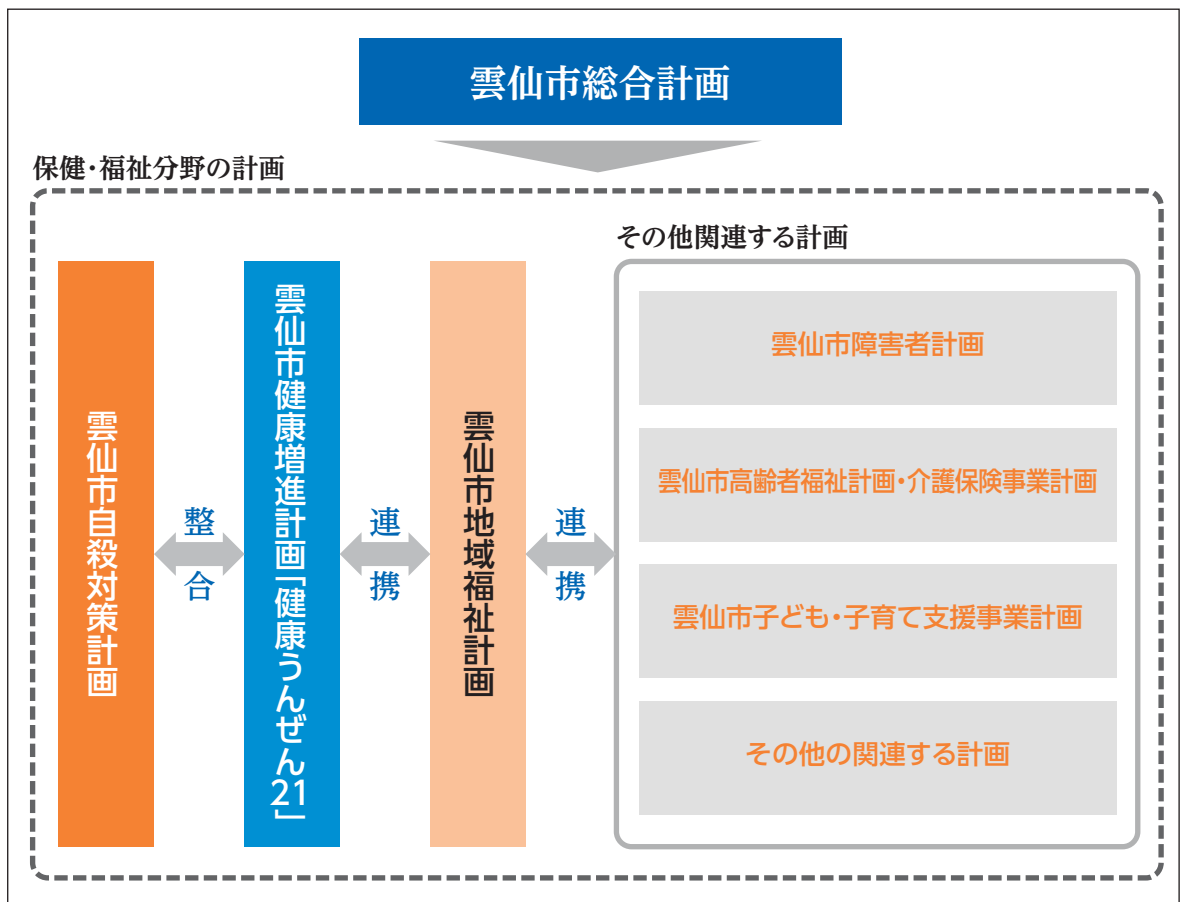 雲仙市総合計画
保健・福祉分野の計画
雲仙市自殺対策計画
整合
雲仙市健康増進計画「健康うんぜん21」
連携
雲仙市地域福祉計画
連携
その他関連する計画
雲仙市障害者計画
雲仙市高齢者福祉計画・介護保険事業計画
雲仙市子ども・子育て支援事業計画
その他の関連する計画